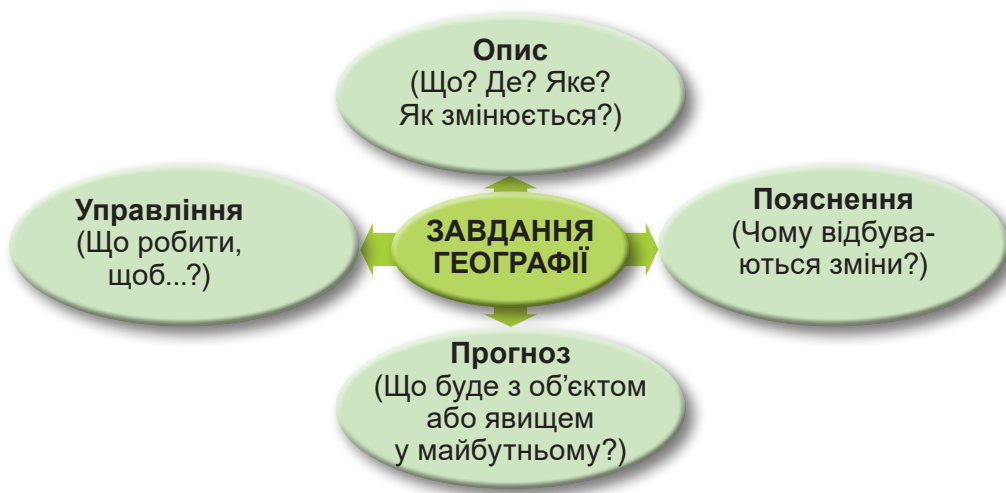 Опис
(Що? Де? Яке?
Як змінюється?)
Управління
(Що робити,
щоб...?)
ЗАВДАННЯ
ГЕОГРАФІЇ
Пояснення
(Чому відбува-
ються зміни?)
Прогноз
(Що буде з об’єктом
або явищем
у майбутньому?)